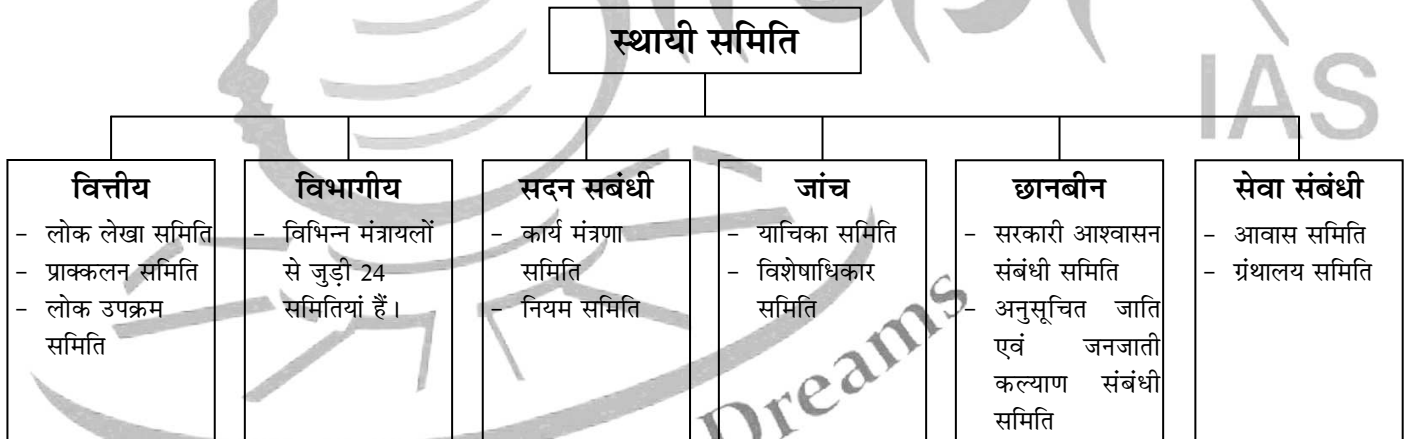 स्थायी समिति
IAS
वित्तीय
– लोक लेखा समिति
– प्राक्कलन समिति
– लोक उपक्रम
समिति
विभागीय
– विभिन्न मंत्रायलों
से जुड़ी 24
समितियां हैं।
सदन सबंधी
– कार्य मंत्रणा
समिति
– नियम समिति
जांच
– याचिका समिति
– विशेषाधिकार
समिति
छानबीन
– सरकारी आश्वासन
संबंधी समिति
– अनुसूचित जाति
एवं जनजाती
कल्याण संबंधी
समिति
सेवा संबंधी
– आवास समिति
– ग्रंथालय समिति
Dreams